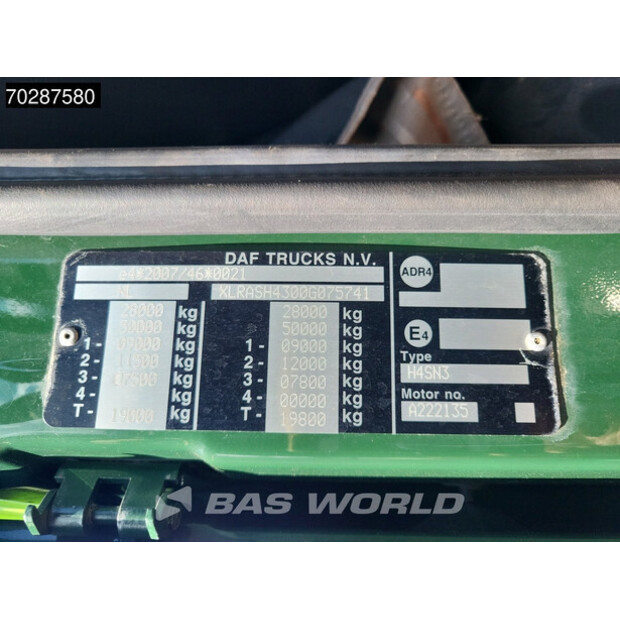 70287580
DAF TRUCKS N.V.
e4*2007/46*0021
NL XLRASH4300G075741
28000 kg 28000 kg
50000 kg 50000 kg
1- 09000 kg 1- 09000 kg
2- 11500 kg 2- 12000 kg
3- 07500 kg 3- 07800 kg
4- kg 4- 00000 kg
T- kg T- 19800 kg
ADR4
E4
Type
H4SN3
Motor no.
A222135
BAS WORLD